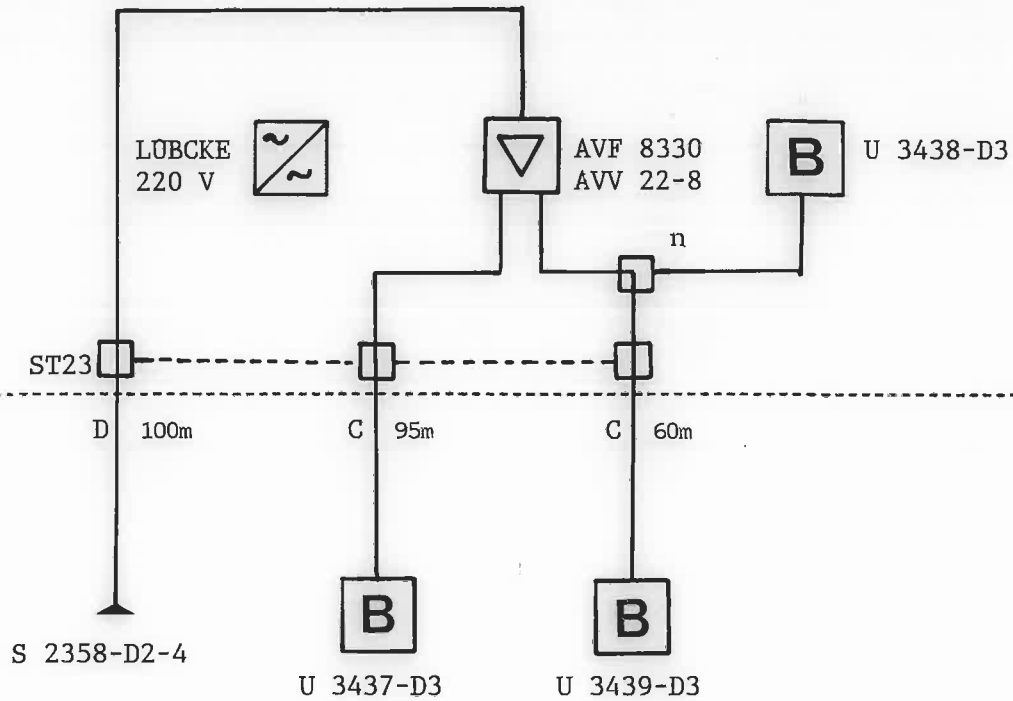 LÜBCKE
220 V
AVF 8330
AVV 22-8
B
U 3438-D3
n
ST23
D 100m
C 95m
C 60m
B
B
S 2358-D2-4
U 3437-D3
U 3439-D3